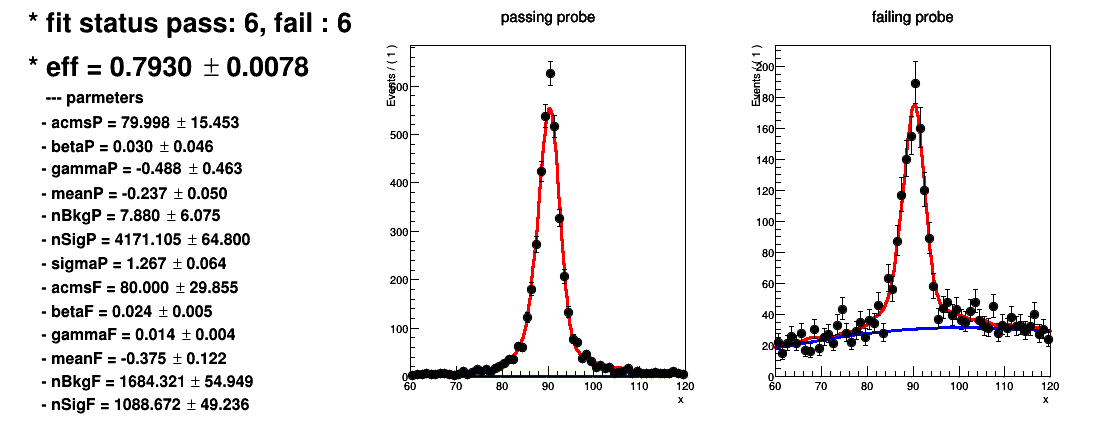 * fit status pass: 6, fail : 6
* eff = 0.7930 ± 0.0078
--- parmeters
- acmsP = 79.998 ± 15.453
- betaP = 0.030 ± 0.046
- gammaP = -0.488 ± 0.463
- meanP = -0.237 ± 0.050
- nBkgP = 7.880 ± 6.075
- nSigP = 4171.105 ± 64.800
- sigmaP = 1.267 ± 0.064
- acmsF = 80.000 ± 29.855
- betaF = 0.024 ± 0.005
- gammaF = 0.014 ± 0.004
- meanF = -0.375 ± 0.122
- nBkgF = 1684.321 ± 54.949
- nSigF = 1088.672 ± 49.236
passing probe
Events / ( 1 )
600
500
400
300
200
100
0
60 70 80 90 100 110 120
x
failing probe
Events / ( 1 )
200
180
160
140
120
100
80
60
40
20
0
60 70 80 90 100 110 120
x